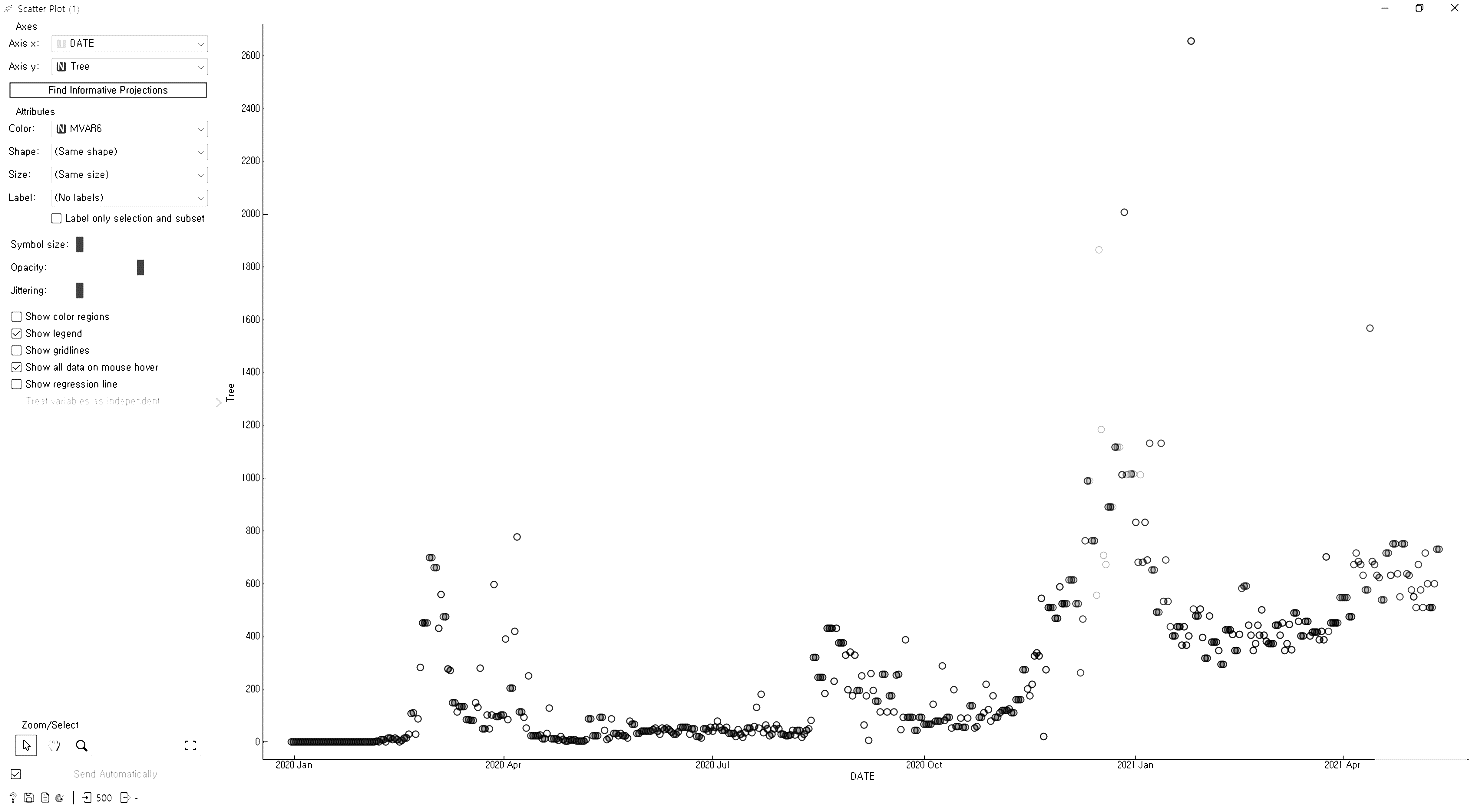 Scatter Plot (1)
Axes
Axis x: DATE
Axis y: N Tree
Find Informative Projections
Attributes
Color: N MVAR6
Shape: (Same shape)
Size: (Same size)
Label: (No labels)
Label only selection and subset
Symbol size:
Opacity:
Jittering:
Show color regions
Show legend
Show gridlines
Show all data on mouse hover
Show regression line
Treat variables as independent
Zoom/Select
Send Automatically
500
-
2600
2400
2200
2000
1800
1600
1400
1200
1000
800
600
400
200
0
Tree
2020 Jan
2020 Apr
2020 Jul
2020 Oct
2021 Jan
2021 Apr
DATE